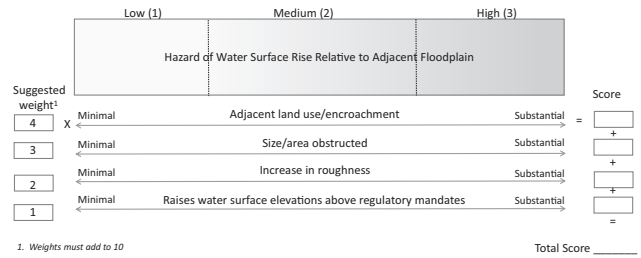 Low (1) Medium (2) High (3)
Hazard of Water Surface Rise Relative to Adjacent Floodplain
Suggested
weight¹
Score
4 X Minimal Adjacent land use/encroachment Substantial =
+
3 Minimal Size/area obstructed Substantial
+
2 Minimal Increase in roughness Substantial
+
1 Minimal Raises water surface elevations above regulatory mandates Substantial
=
1. Weights must add to 10
Total Score ______